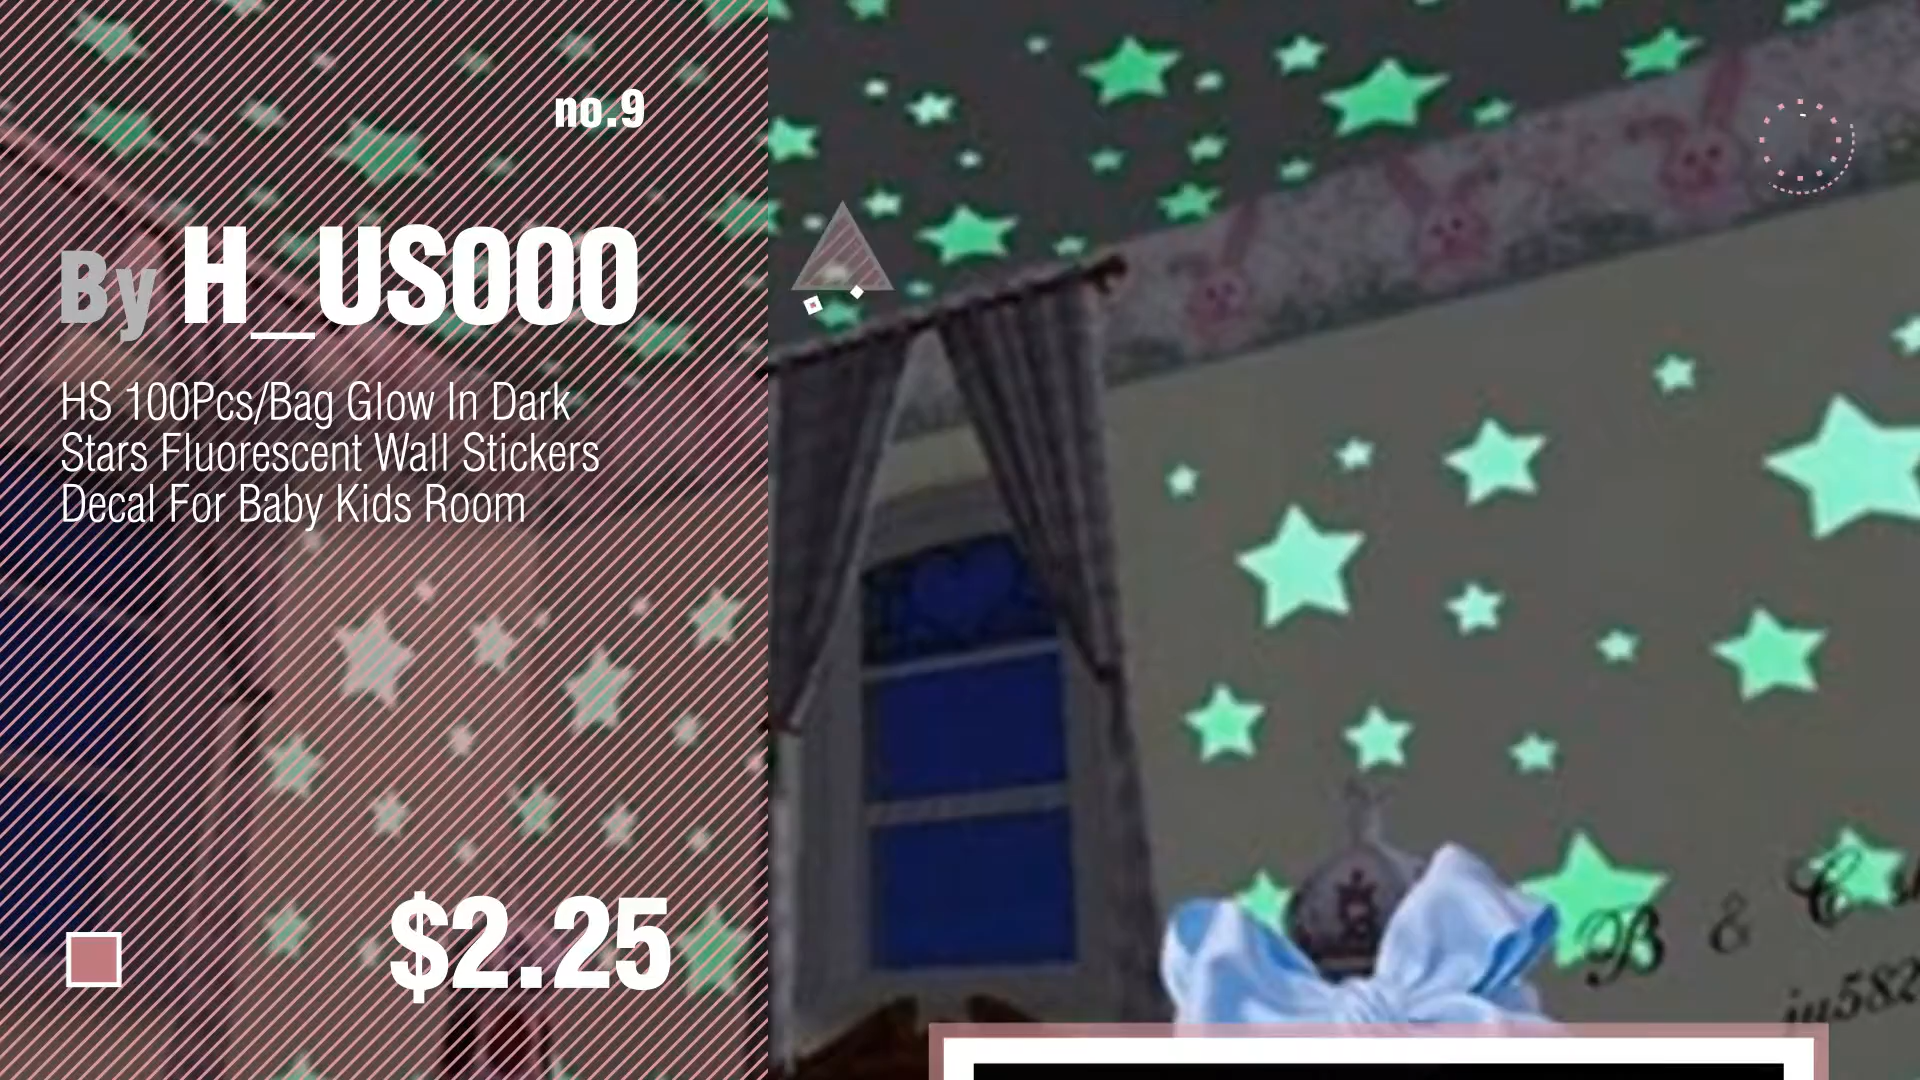 no.9
By H_US000
HS 100Pcs/Bag Glow In Dark
Stars Fluorescent Wall Stickers
Decal For Baby Kids Room
$2.25
B & C
ju582